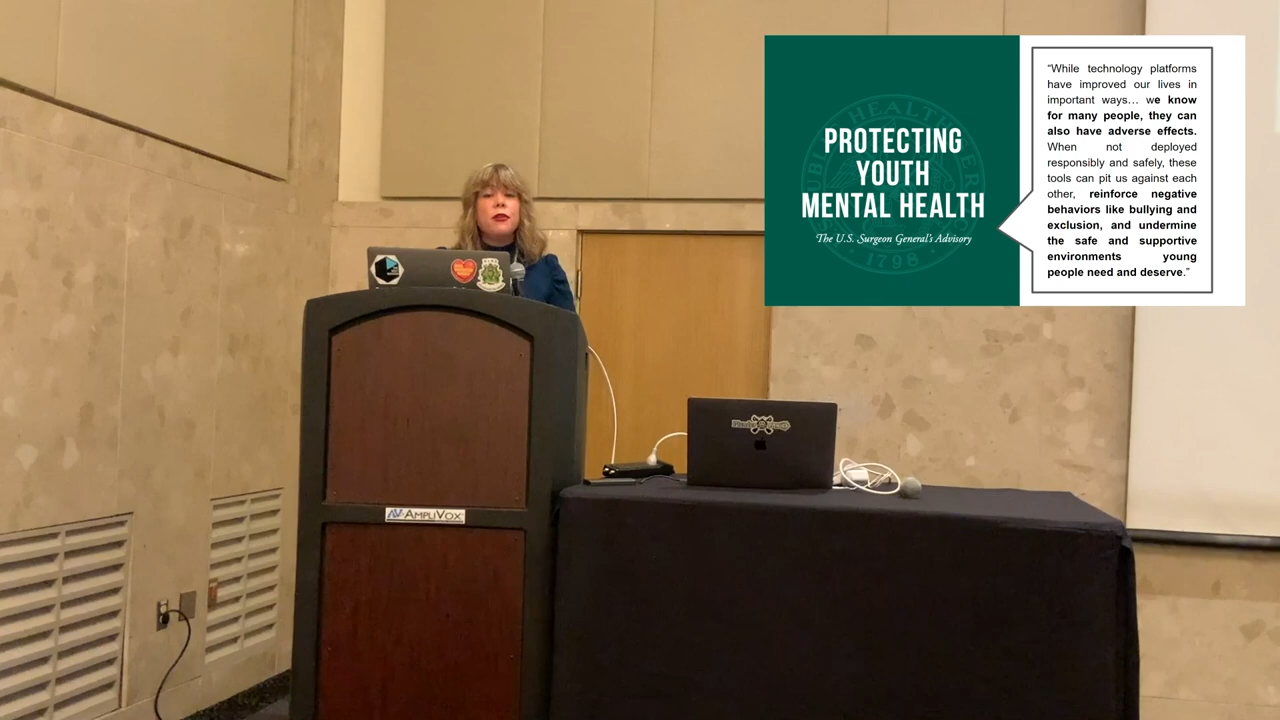 PROTECTING
YOUTH
MENTAL HEALTH
The U.S. Surgeon General's Advisory
PUBLIC HEALTH SERVICE
1798
“While technology platforms
have improved our lives in
important ways… we know
for many people, they can
also have adverse effects.
When not deployed
responsibly and safely, these
tools can pit us against each
other, reinforce negative
behaviors like bullying and
exclusion, and undermine
the safe and supportive
environments young
people need and deserve.”
AMPLIVOX